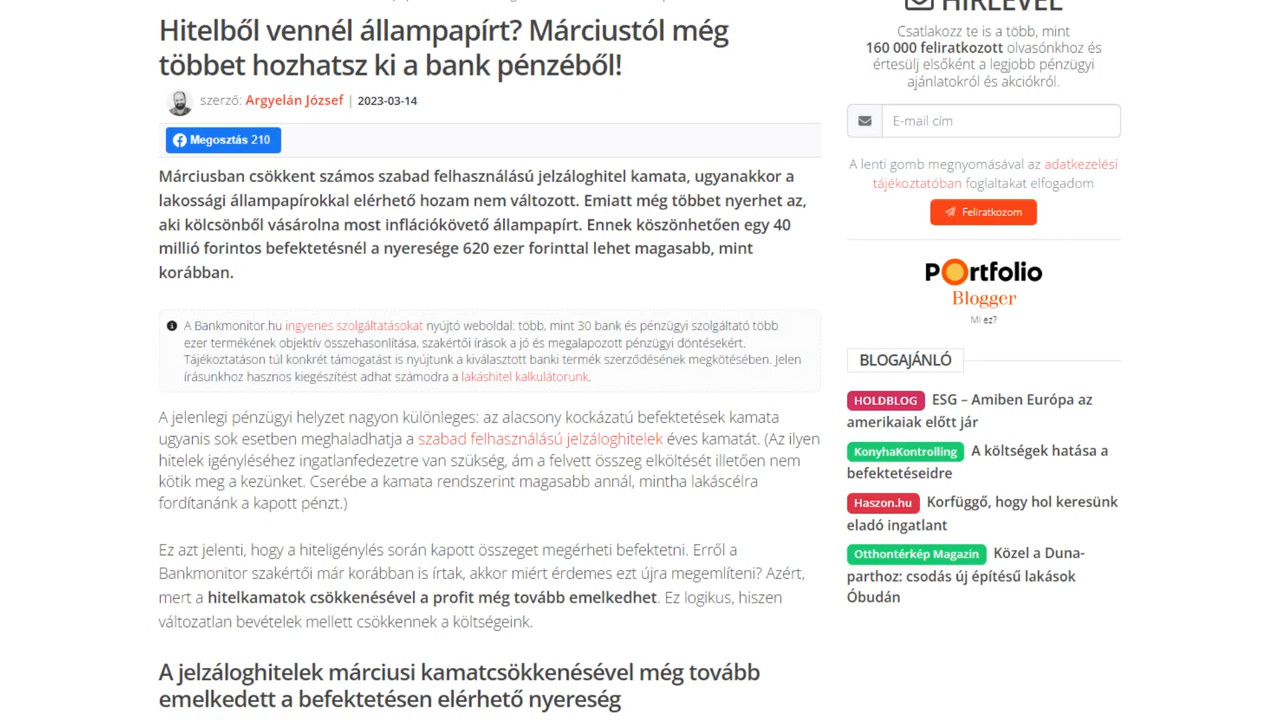 Hitelből vennél állampapírt? Márciustól még
többet hozhatsz ki a bank pénzéből!
szerző: Argyelán József | 2023-03-14
Megosztás 210
Márciusban csökkent számos szabad felhasználású jelzáloghitel kamata, ugyanakkor a
lakossági állampapírokkal elérhető hozam nem változott. Emiatt még többet nyerhet az,
aki kölcsönből vásárolna most inflációkövető állampapírt. Ennek köszönhetően egy 40
millió forintos befektetésnél a nyeresége 620 ezer forinttal lehet magasabb, mint
korábban.
A Bankmonitor.hu ingyenes szolgáltatásokat nyújtó weboldal: több, mint 30 bank és pénzügyi szolgáltató több
ezer termékének objektív összehasonlítása, szakértői írások a jó és megalapozott pénzügyi döntésekért.
Tájékoztatáson túl konkrét támogatást is nyújtunk a kiválasztott banki termék szerződésének megkötésében. Jelen
írásunkhoz hasznos kiegészítést adhat számodra a lakáshitel kalkulátorunk.
A jelenlegi pénzügyi helyzet nagyon különleges: az alacsony kockázatú befektetések kamata
ugyanis sok esetben meghaladhatja a szabad felhasználású jelzáloghitelek éves kamatát. (Az ilyen
hitelek igényléséhez ingatlanfedezetre van szükség, ám a felvett összeg elköltését illetően nem
kötik meg a kezünket. Cserébe a kamata rendszerint magasabb annál, mintha lakáscélra
fordítanánk a kapott pénzt.)
Ez azt jelenti, hogy a hiteligénylés során kapott összeget megérheti befektetni. Erről a
Bankmonitor szakértői már korábban is írtak, akkor miért érdemes ezt újra megemlíteni? Azért,
mert a hitelkamatok csökkenésével a profit még tovább emelkedhet. Ez logikus, hiszen
változatlan bevételek mellett csökkennek a költségeink.
A jelzáloghitelek márciusi kamatcsökkenésével még tovább
emelkedett a befektetésen elérhető nyereség
HÍRLEVÉL
Csatlakozz te is a több, mint
160 000 feliratkozott olvasónkhoz és
értesülj elsőként a legjobb pénzügyi
ajánlatokról és akciókról.
E-mail cím
A lenti gomb megnyomásával az adatkezelési
tájékoztatóban foglaltakat elfogadom
Feliratkozom
Portfolio
Blogger
Mi ez?
BLOGAJÁNLÓ
HOLDBLOG ESG – Amiben Európa az
amerikaiak előtt jár
KonyhaKontrolling A költségek hatása a
befektetéseidre
Haszon.hu Korfüggő, hogy hol keresünk
eladó ingatlant
Otthontérkép Magazin Közel a Duna-
parthoz: csodás új építésű lakások
Óbudán